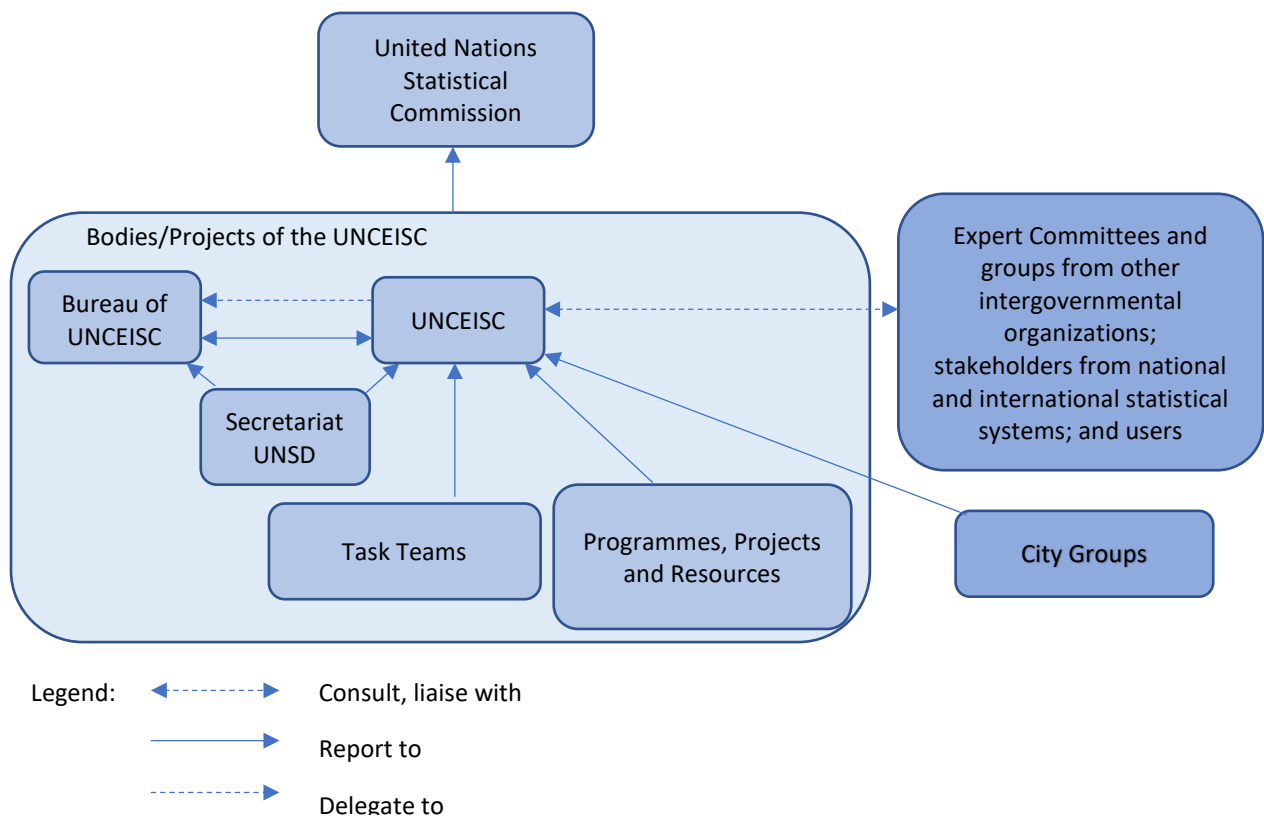 United Nations
Statistical
Commission
Bodies/Projects of the UNCEISC
Bureau of
UNCEISC
UNCEISC
Secretariat
UNSD
Task Teams
Programmes, Projects
and Resources
Expert Committees and
groups from other
intergovernmental
organizations;
stakeholders from national
and international statistical
systems; and users
City Groups
Legend:
Consult, liaise with
Report to
Delegate to